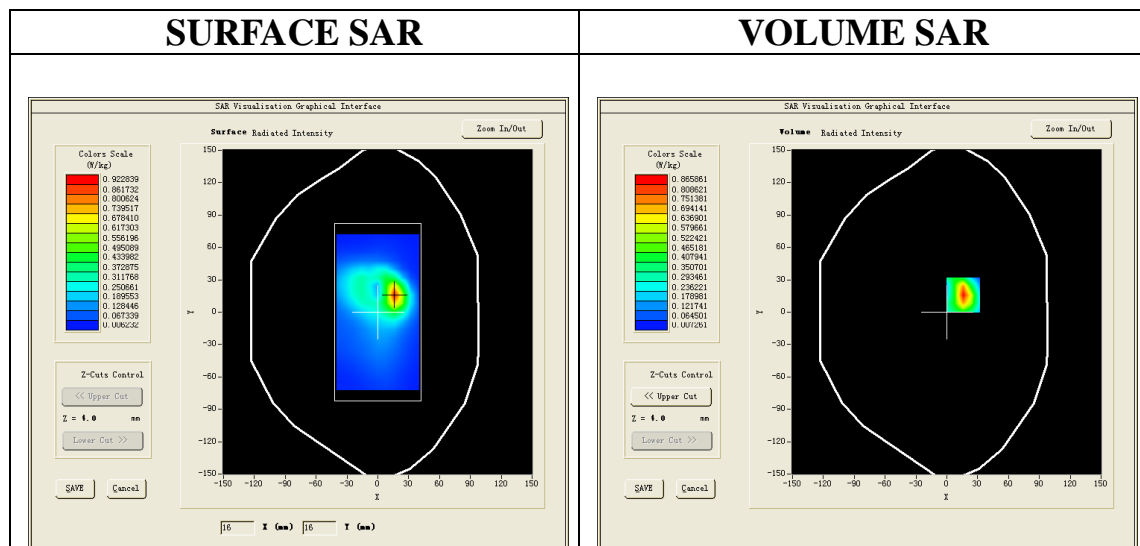 SURFACE SAR
VOLUME SAR
SAR Visualisation Graphical Interface
Surface Radiated Intensity
Zoom In/Out
Colors Scale
(W/kg)
0.922839
0.861732
0.800624
0.739517
0.678410
0.617303
0.556196
0.495089
0.433982
0.372875
0.311768
0.250661
0.189553
0.128446
0.067339
0.006232
Z-Cuts Control
<< Upper Cut
Z = 4.0 mm
Lower Cut >>
SAVE Cancel
150
120
90
60
30
0
-30
-60
-90
-120
-150
Y
-150 -120 -90 -60 -30 0 30 60 90 120 150
X
16 X (mm) 16 Y (mm)
SAR Visualisation Graphical Interface
Volume Radiated Intensity
Zoom In/Out
Colors Scale
(W/kg)
0.865861
0.808621
0.751381
0.694141
0.636901
0.579661
0.522421
0.465181
0.407941
0.350701
0.293461
0.236221
0.178981
0.121741
0.064501
0.007261
Z-Cuts Control
<< Upper Cut
Z = 4.0 mm
Lower Cut >>
SAVE Cancel
150
120
90
60
30
0
-30
-60
-90
-120
-150
Y
-150 -120 -90 -60 -30 0 30 60 90 120 150
X